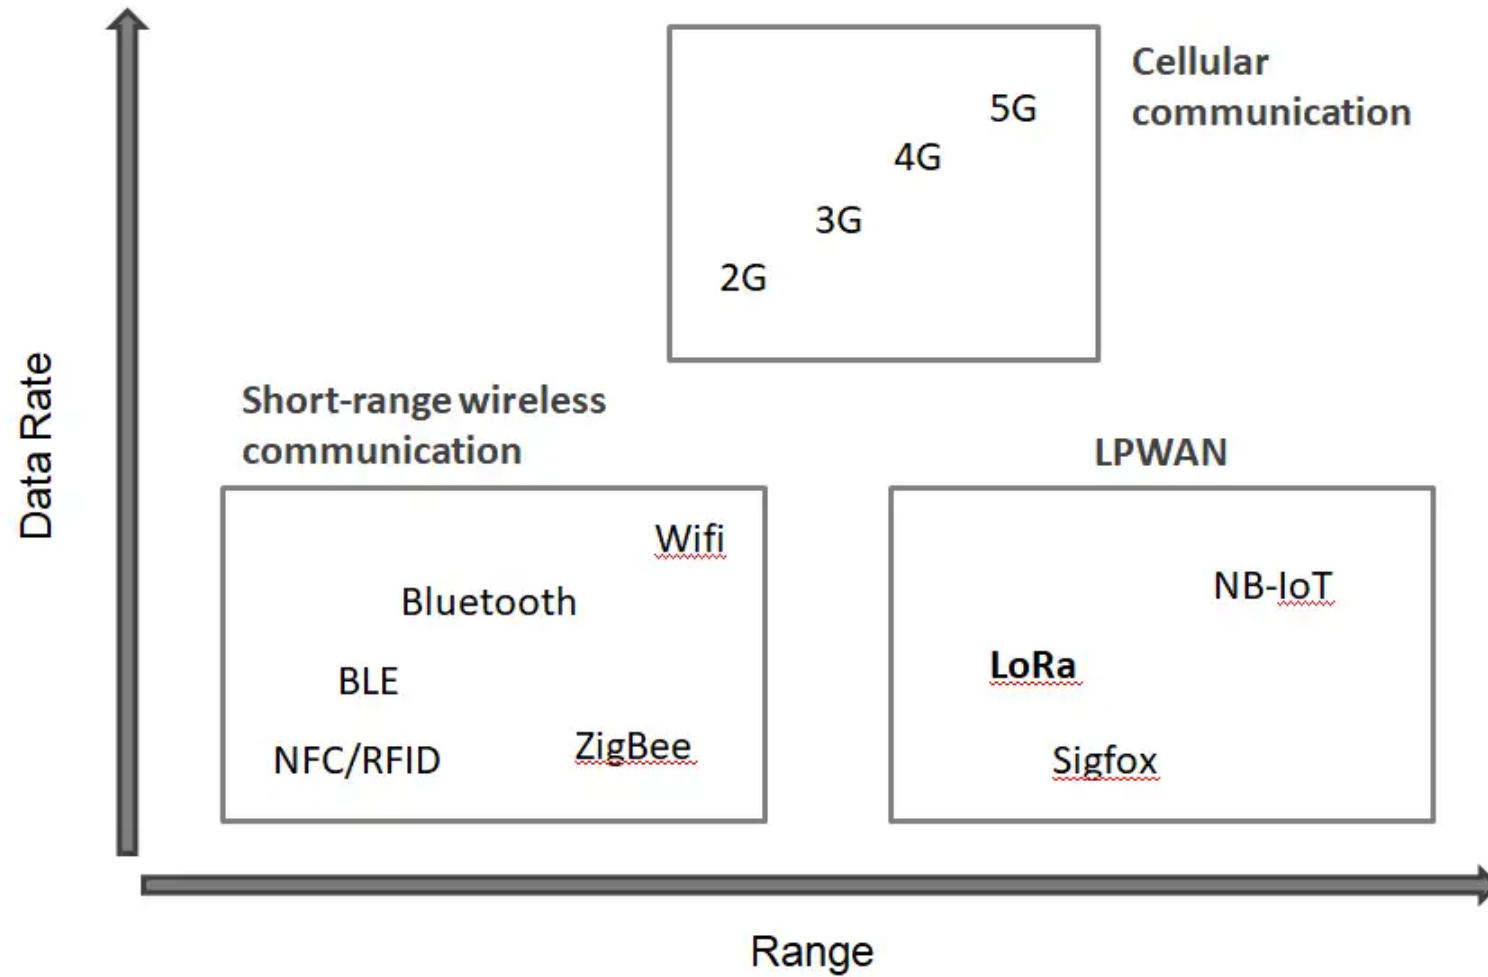 Cellular
communication
5G
4G
3G
2G
Short-range wireless
communication
LPWAN
Wifi
Bluetooth
BLE
NFC/RFID
ZigBee
NB-IoT
LoRa
Sigfox
Data Rate
Range